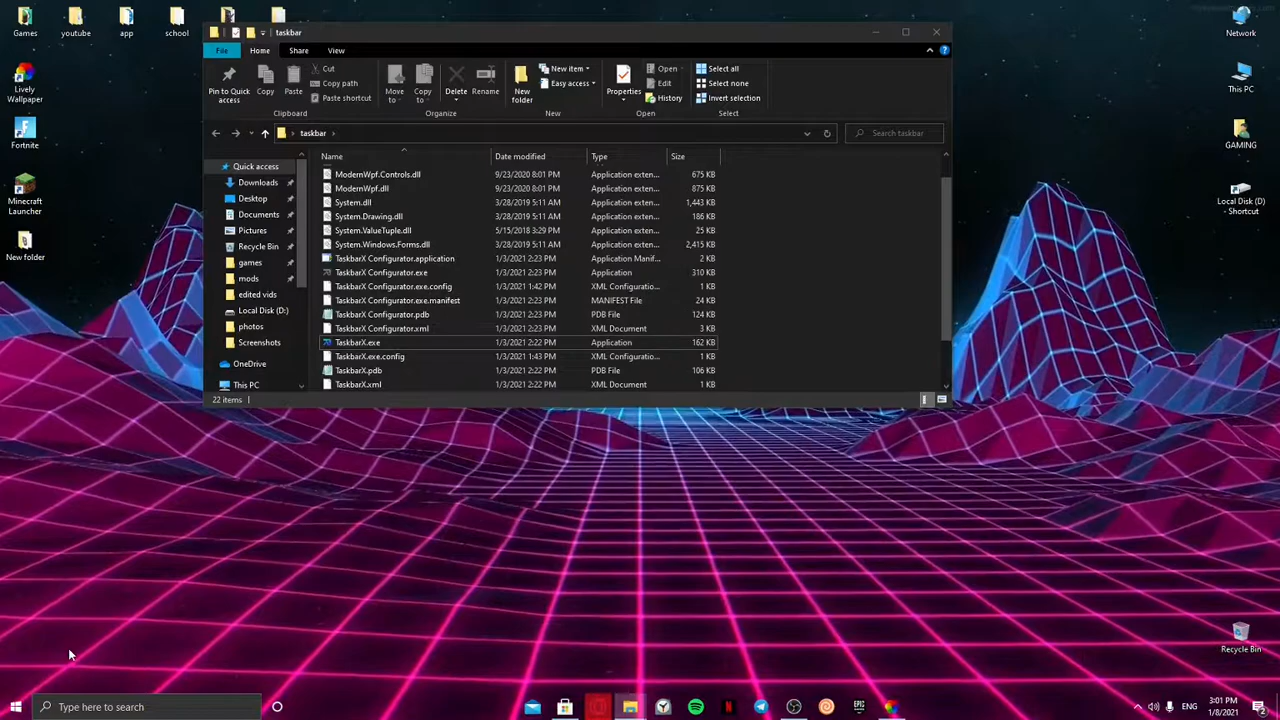 Games
youtube
app
school
Network
Lively Wallpaper
Fortnite
Minecraft Launcher
New folder
This PC
GAMING
Local Disk (D:) - Shortcut
Recycle Bin
taskbar
File Home Share View
Pin to Quick access
Copy
Paste
Cut
Copy path
Paste shortcut
Clipboard
Move to
Copy to
Delete
Rename
Organize
New folder
New item
Easy access
New
Properties
Open
Edit
History
Open
Select all
Select none
Invert selection
Select
taskbar
Search taskbar
Quick access
Downloads
Desktop
Documents
Pictures
Recycle Bin
games
mods
edited vids
Local Disk (D:)
photos
Screenshots
OneDrive
This PC
Name Date modified Type Size
ModernWpf.Controls.dll 9/23/2020 8:01 PM Application exten... 675 KB
ModernWpf.dll 9/23/2020 8:01 PM Application exten... 875 KB
System.dll 3/28/2019 5:11 AM Application exten... 1,443 KB
System.Drawing.dll 3/28/2019 5:11 AM Application exten... 186 KB
System.ValueTuple.dll 5/15/2018 3:29 PM Application exten... 25 KB
System.Windows.Forms.dll 3/28/2019 5:11 AM Application exten... 2,415 KB
TaskbarX Configurator.application 1/3/2021 2:23 PM Application Manif... 2 KB
TaskbarX Configurator.exe 1/3/2021 2:23 PM Application 310 KB
TaskbarX Configurator.exe.config 1/3/2021 1:42 PM XML Configuratio... 1 KB
TaskbarX Configurator.exe.manifest 1/3/2021 2:23 PM MANIFEST File 24 KB
TaskbarX Configurator.pdb 1/3/2021 2:23 PM PDB File 124 KB
TaskbarX Configurator.xml 1/3/2021 2:23 PM XML Document 3 KB
TaskbarX.exe 1/3/2021 2:22 PM Application 162 KB
TaskbarX.exe.config 1/3/2021 1:43 PM XML Configuratio... 1 KB
TaskbarX.pdb 1/3/2021 2:22 PM PDB File 106 KB
TaskbarX.xml 1/3/2021 2:22 PM XML Document 1 KB
22 items
Type here to search
EPIC
ENG
3:01 PM
1/8/2021
2